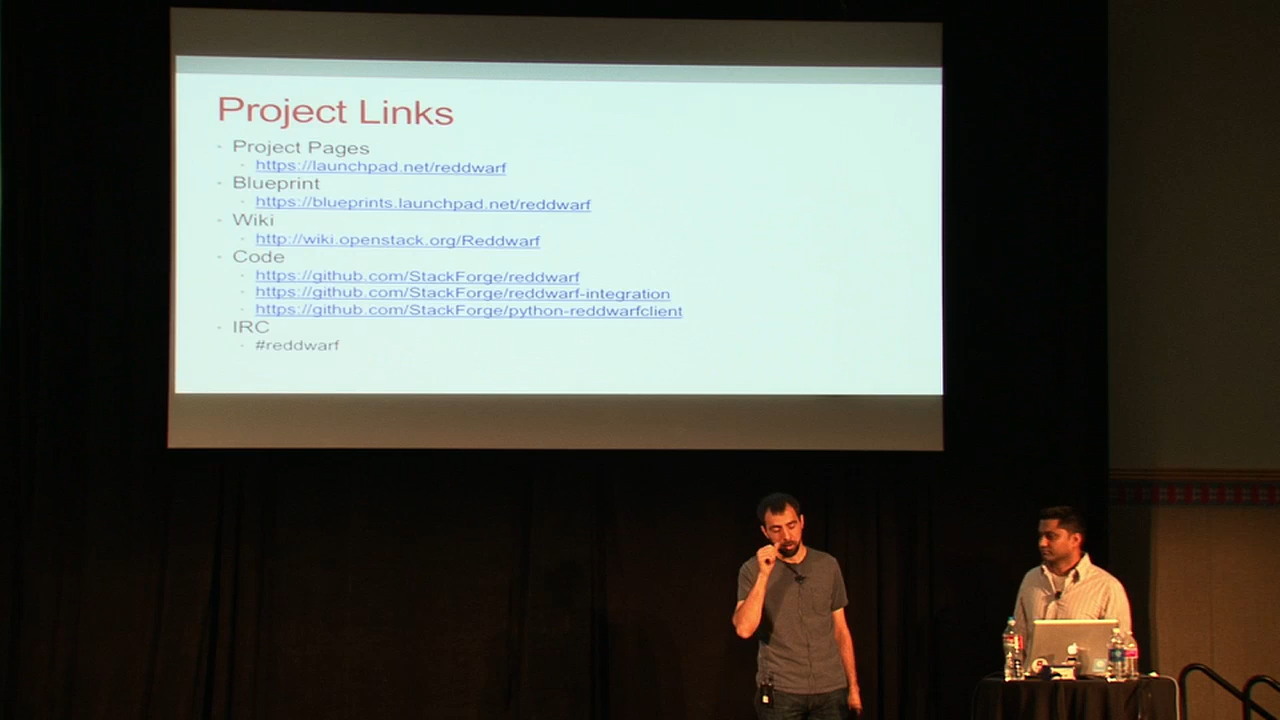 Project Links
Project Pages
https://launchpad.net/reddwarf
Blueprint
https://blueprints.launchpad.net/reddwarf
Wiki
http://wiki.openstack.org/Reddwarf
Code
https://github.com/StackForge/reddwarf
https://github.com/StackForge/reddwarf-integration
https://github.com/StackForge/python-reddwarfclient
IRC
#reddwarf